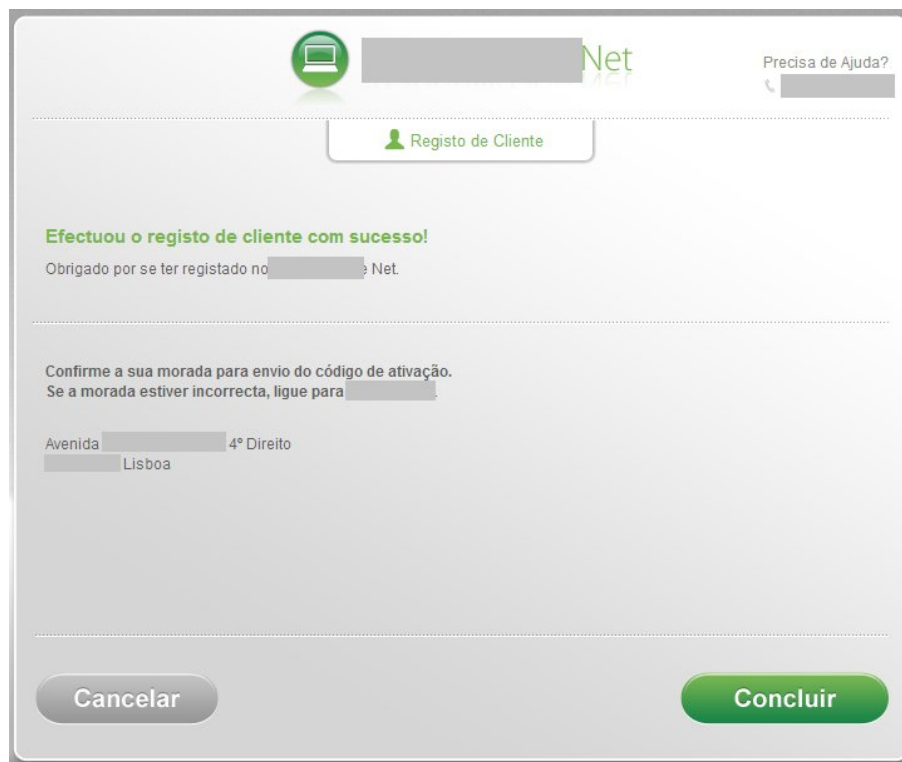 Net
Precisa de Ajuda?
Registo de Cliente
Efectuou o registo de cliente com sucesso!
Obrigado por se ter registado no Net.
Confirme a sua morada para envio do código de ativação.
Se a morada estiver incorrecta, ligue para .
Avenida 4º Direito
Lisboa
Cancelar
Concluir